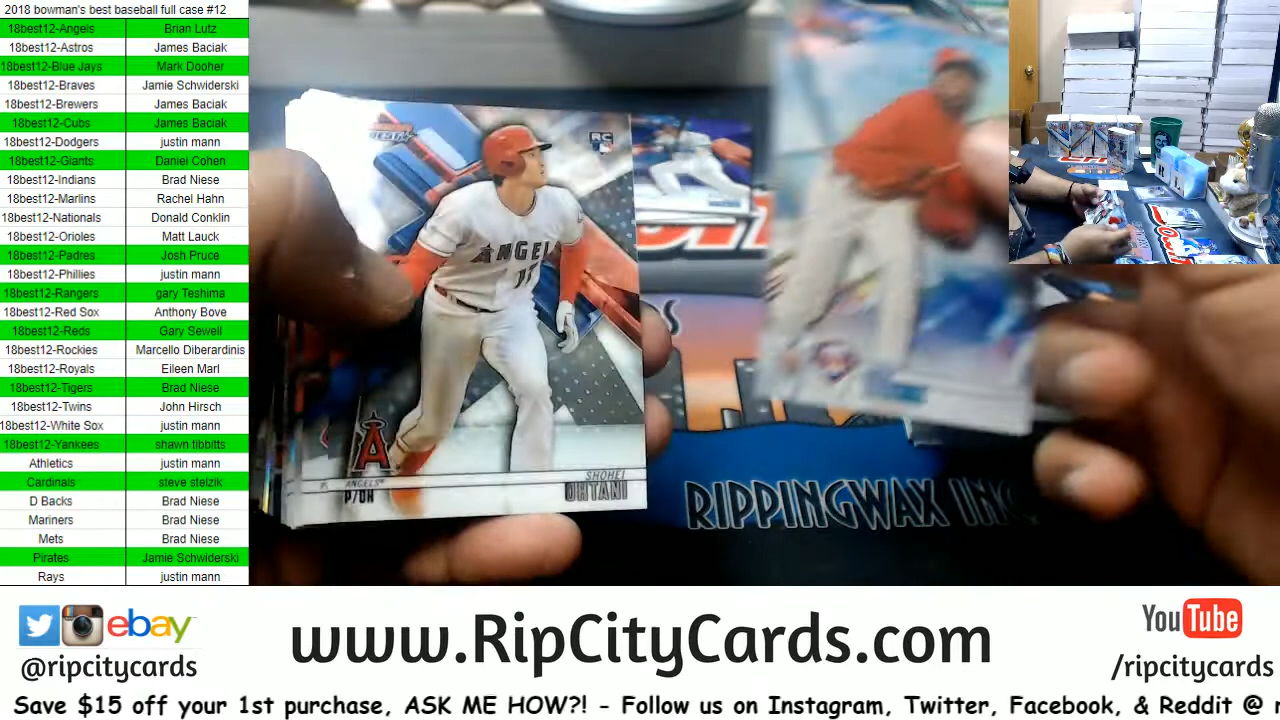 2018 bowman's best baseball full case #12
18best12-Angels Brian Lutz
18best12-Astros James Baciak
18best12-Blue Jays Mark Dooher
18best12-Braves Jamie Schwiderski
18best12-Brewers James Baciak
18best12-Cubs James Baciak
18best12-Dodgers justin mann
18best12-Giants Daniel Cohen
18best12-Indians Brad Niese
18best12-Marlins Rachel Hahn
18best12-Nationals Donald Conklin
18best12-Orioles Matt Lauck
18best12-Padres Josh Pruce
18best12-Phillies justin mann
18best12-Rangers gary Teshima
18best12-Red Sox Anthony Bove
18best12-Reds Gary Sewell
18best12-Rockies Marcello Diberardinis
18best12-Royals Eileen Marl
18best12-Tigers Brad Niese
18best12-Twins John Hirsch
18best12-White Sox justin mann
18best12-Yankees shawn tibbitts
Athletics justin mann
Cardinals steve stelzik
D Backs Brad Niese
Mariners Brad Niese
Mets Brad Niese
Pirates Jamie Schwiderski
Rays justin mann
RC
ANGELS
ANGELS
P/DH
SHOHEI
OHTANI
RIPPINGWAX INC
ebay
@ripcitycards
www.RipCityCards.com
YouTube
/ripcitycards
Save $15 off your 1st purchase, ASK ME HOW?! - Follow us on Instagram, Twitter, Facebook, & Reddit @